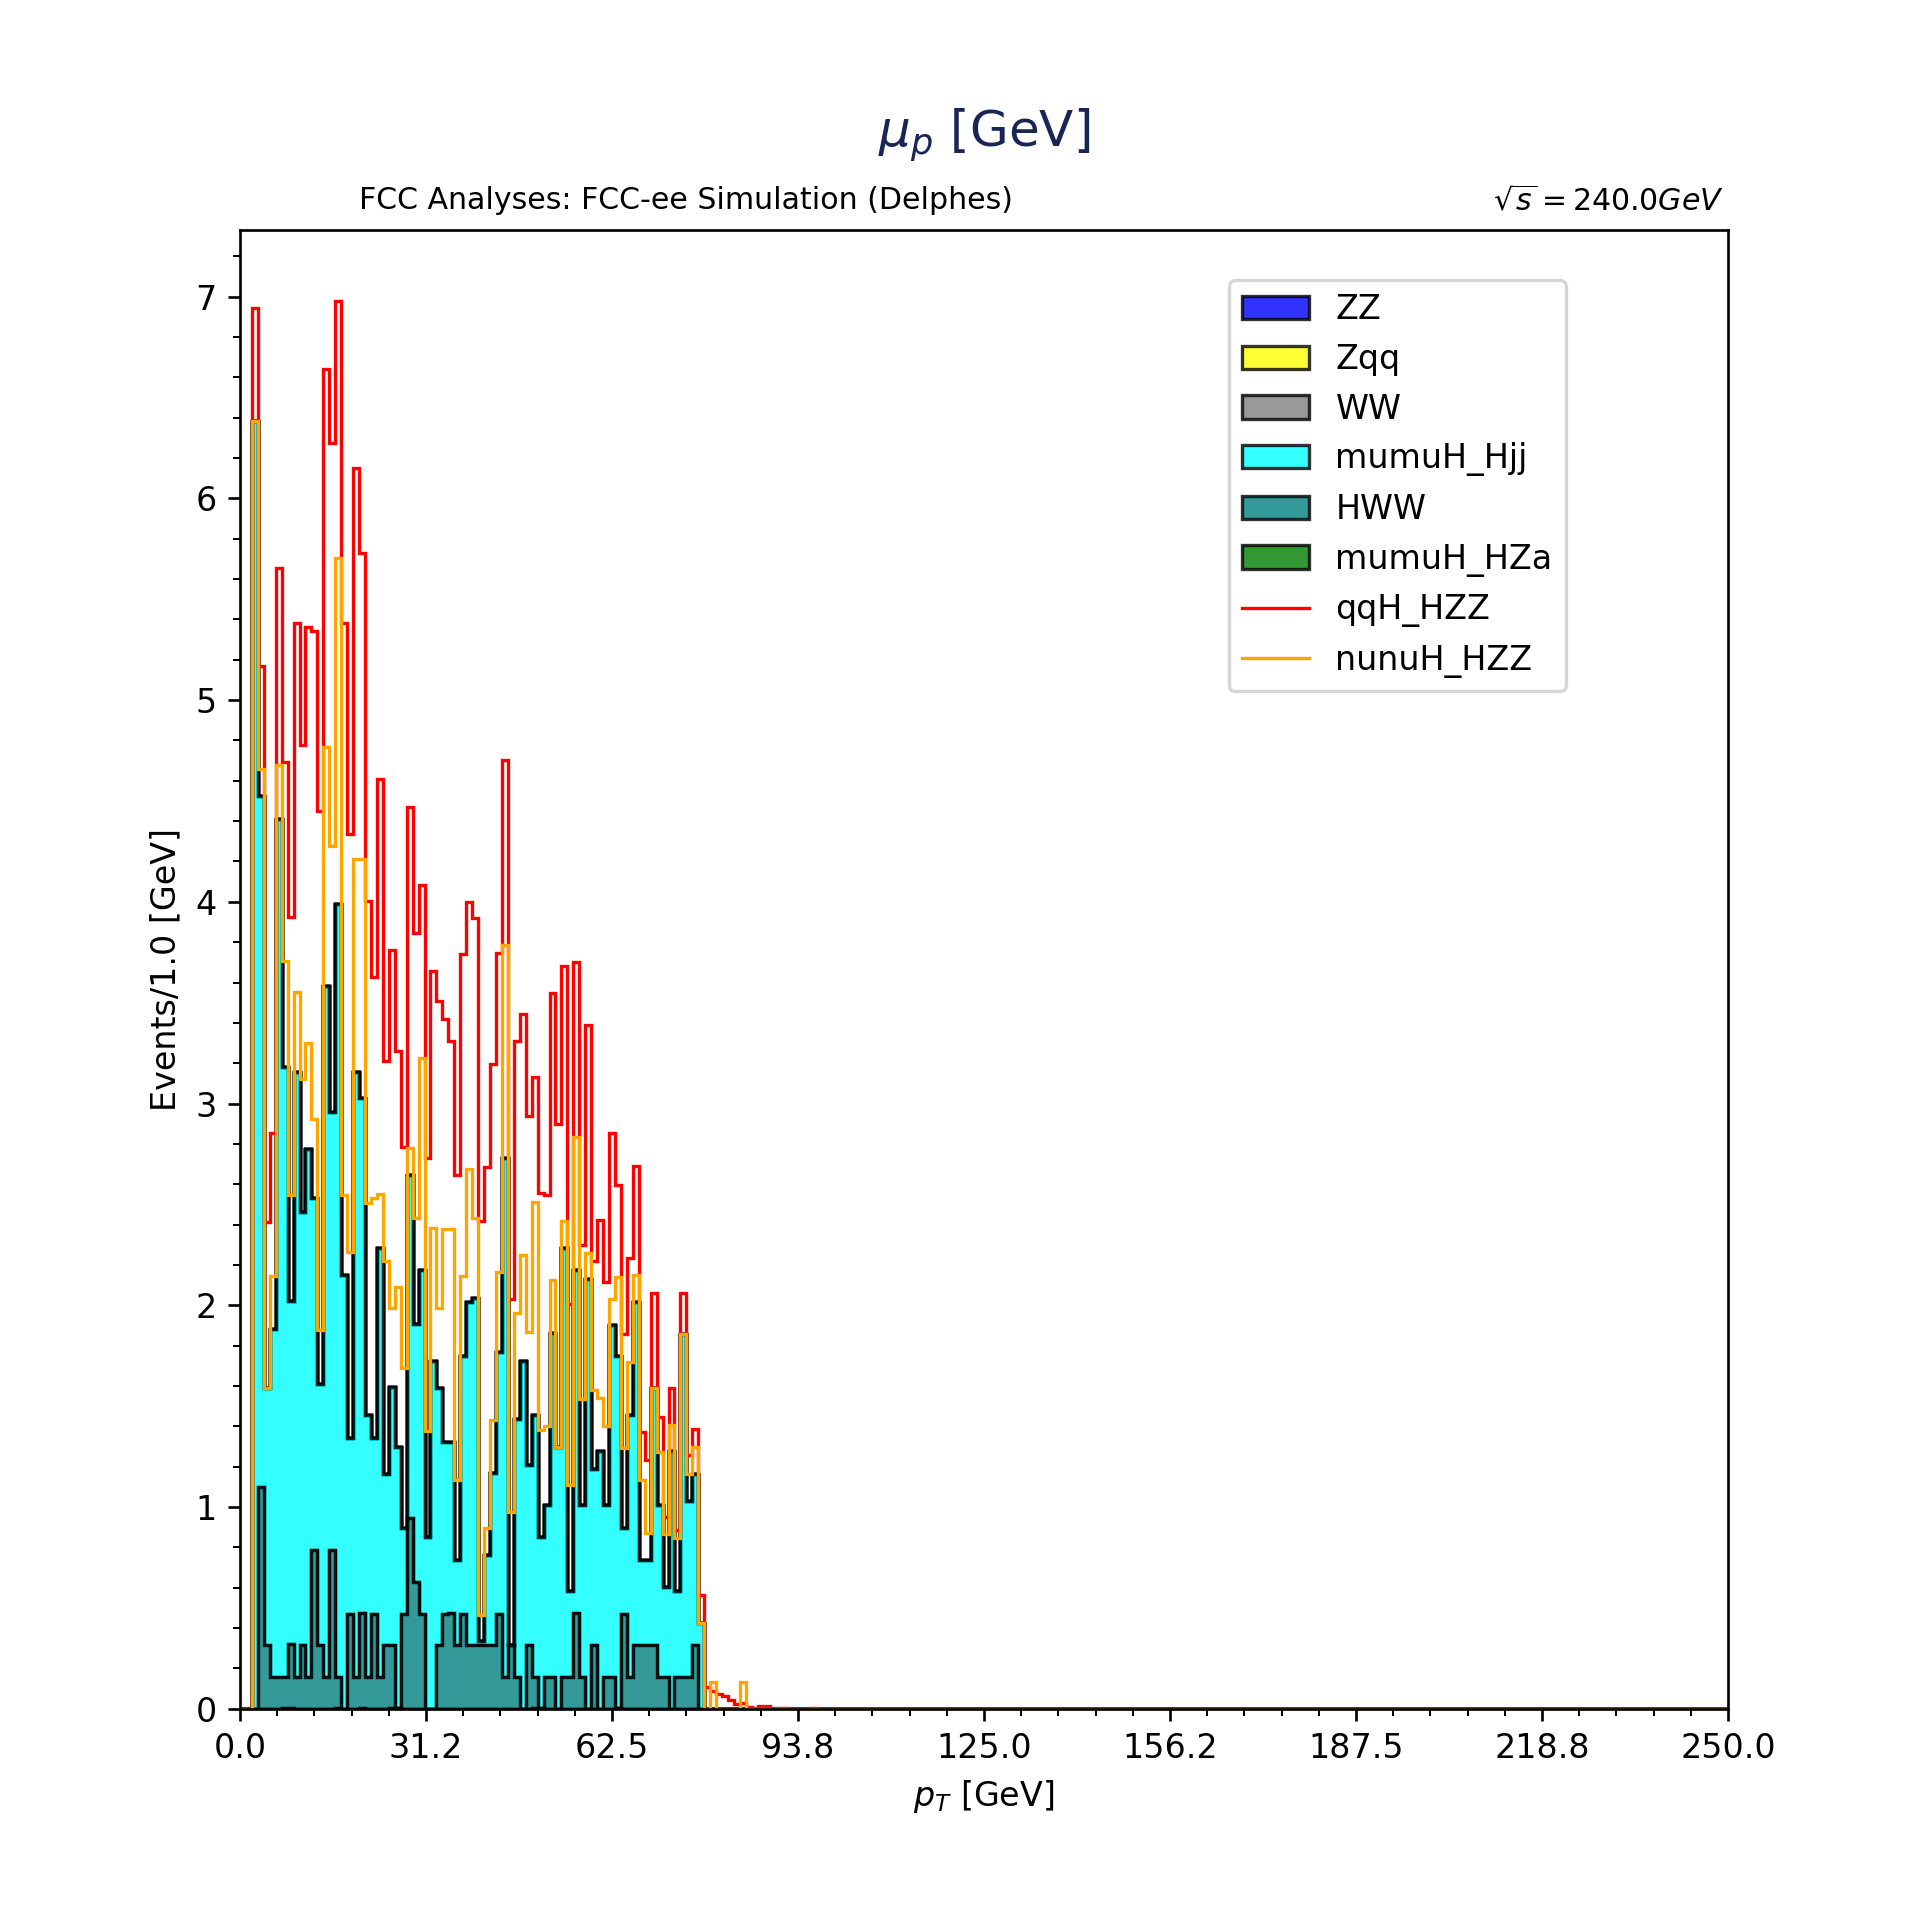 μ_p [GeV]
FCC Analyses: FCC-ee Simulation (Delphes)
√s = 240.0GeV
ZZ
Zqq
WW
mumuH_Hjj
HWW
mumuH_HZa
qqH_HZZ
nunuH_HZZ
Events/1.0 [GeV]
7
6
5
4
3
2
1
0
0.0 31.2 62.5 93.8 125.0 156.2 187.5 218.8 250.0
p_T [GeV]